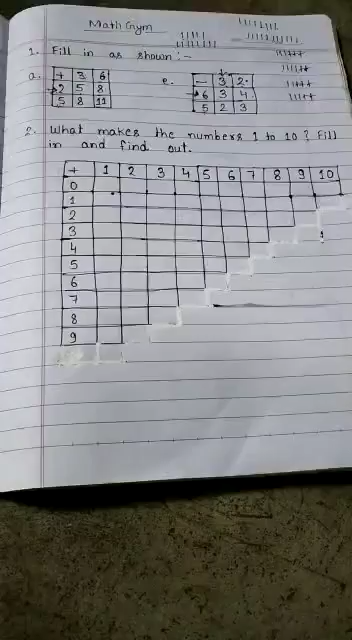 Math Gym
1. Fill in as shown :-
a. + 3 6
2 5 8
5 8 11
e. - 3 2
6 3 4
5 2 3
2. What makes the numbers 1 to 10? Fill
in and find out.
+ 1 2 3 4 5 6 7 8 9 10
0
1
2
3
4
5
6
7
8
9